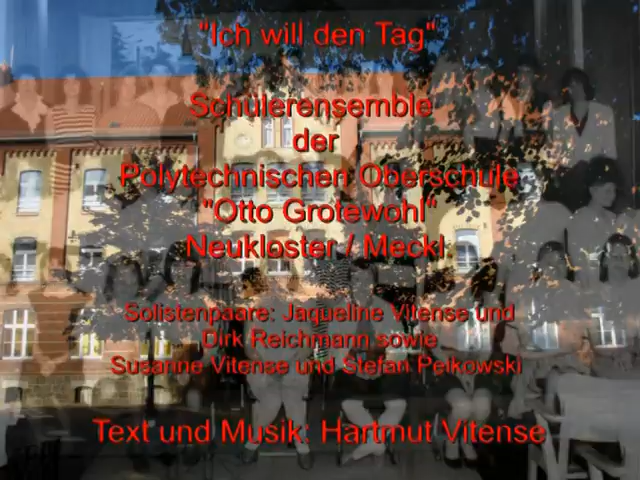 "Ich will den Tag"
Schülerensemble
der
Polytechnischen Oberschule
"Otto Grotewohl"
Neukloster / Meckl
Solistenpaare: Jaqueline Vitense und
Dirk Reichmann sowie
Susanne Vitense und Stefan Pelkowski
Text und Musik: Hartmut Vitense